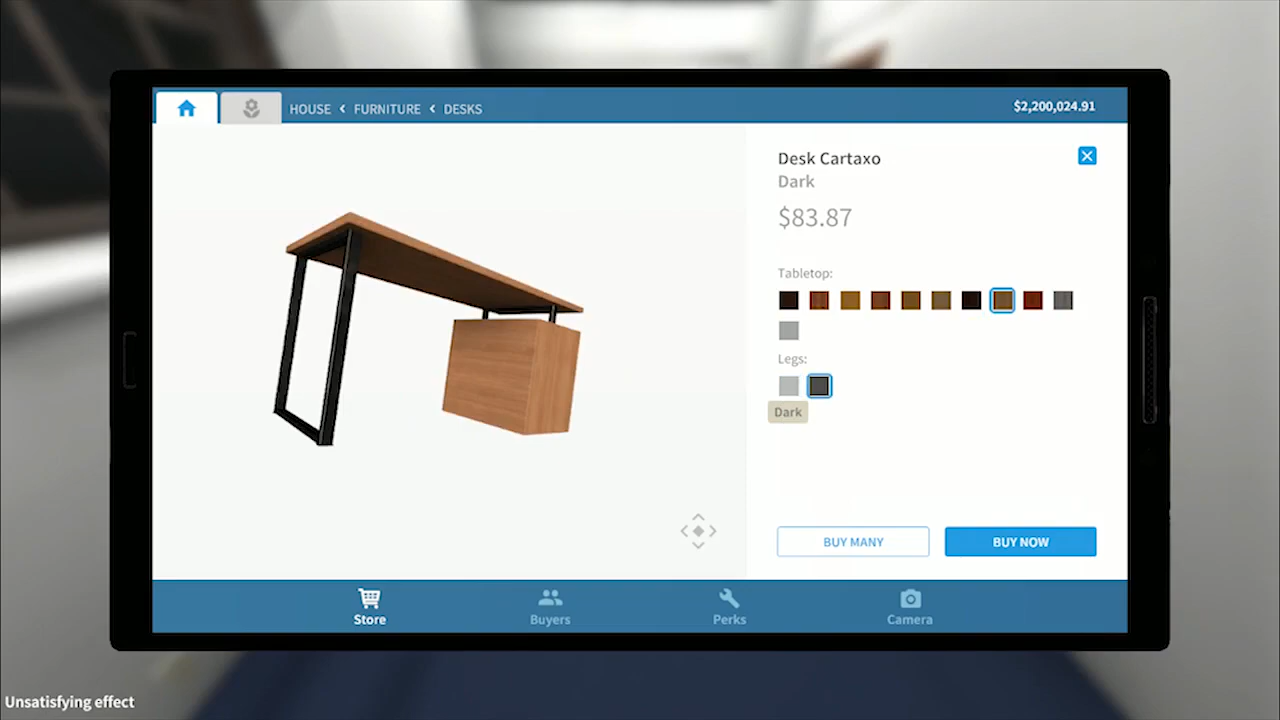 HOUSE < FURNITURE < DESKS
$2,200,024.91
Desk Cartaxo
Dark
$83.87
Tabletop:
Legs:
Dark
BUY MANY
BUY NOW
Store
Buyers
Perks
Camera
Unsatisfying effect